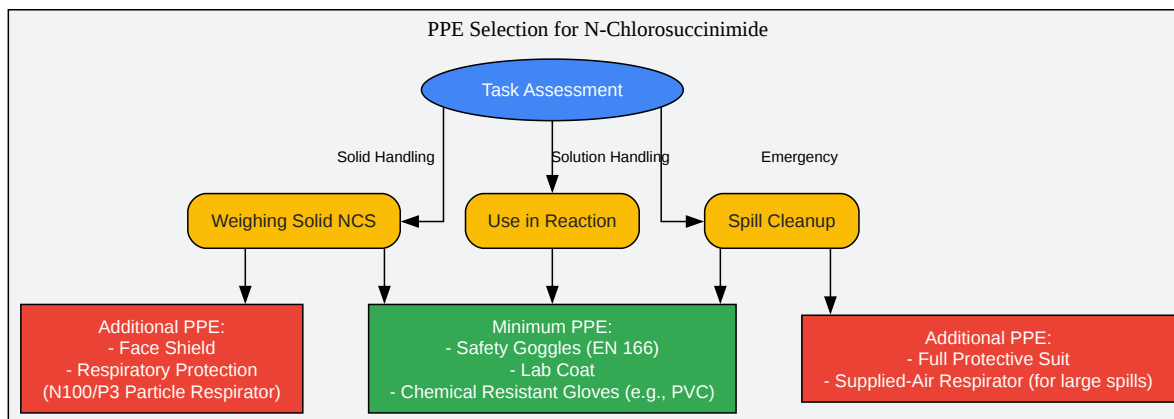 PPE Selection for N-Chlorosuccinimide
Task Assessment
Solid Handling
Solution Handling
Emergency
Weighing Solid NCS
Use in Reaction
Spill Cleanup
Additional PPE:
- Face Shield
- Respiratory Protection
(N100/P3 Particle Respirator)
Minimum PPE:
- Safety Goggles (EN 166)
- Lab Coat
- Chemical Resistant Gloves (e.g., PVC)
Additional PPE:
- Full Protective Suit
- Supplied-Air Respirator (for large spills)